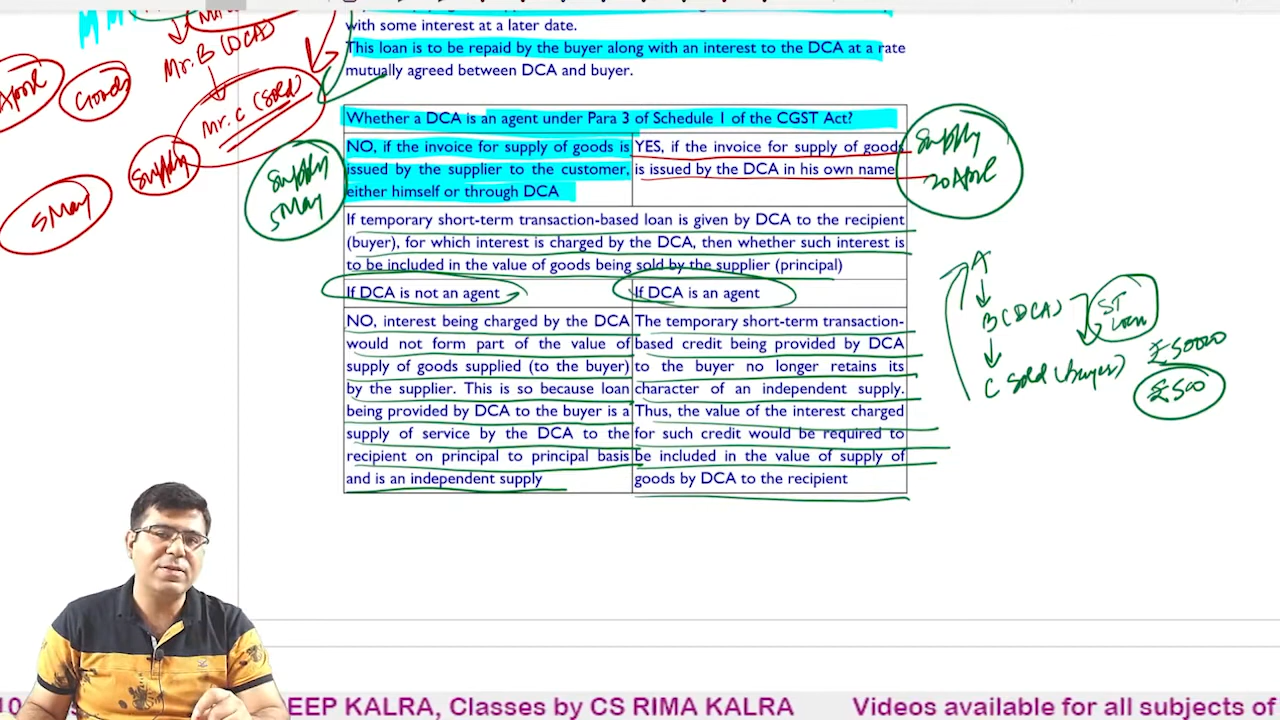 with some interest at a later date.
This loan is to be repaid by the buyer along with an interest to the DCA at a rate
mutually agreed between DCA and buyer.
Whether a DCA is an agent under Para 3 of Schedule 1 of the CGST Act?
NO, if the invoice for supply of goods is
issued by the supplier to the customer,
either himself or through DCA
YES, if the invoice for supply of goods
is issued by the DCA in his own name
If temporary short-term transaction-based loan is given by DCA to the recipient
(buyer), for which interest is charged by the DCA, then whether such interest is
to be included in the value of goods being sold by the supplier (principal)
If DCA is not an agent
If DCA is an agent
NO, interest being charged by the DCA
would not form part of the value of
supply of goods supplied (to the buyer)
by the supplier. This is so because loan
being provided by DCA to the buyer is a
supply of service by the DCA to the
recipient on principal to principal basis
and is an independent supply
The temporary short-term transaction-
based credit being provided by DCA
to the buyer no longer retains its
character of an independent supply.
Thus, the value of the interest charged
for such credit would be required to
be included in the value of supply of
goods by DCA to the recipient
Mr. B (DCA)
April
Goods
Mr. C (sold)
Supply
5 May
Supply
5 May
Supply
20 April
A
B (DCA)
ST
loan
C sold (buyer)
₹50000
₹500
10
EEP KALRA, Classes by CS RIMA KALRA
Videos available for all subjects of